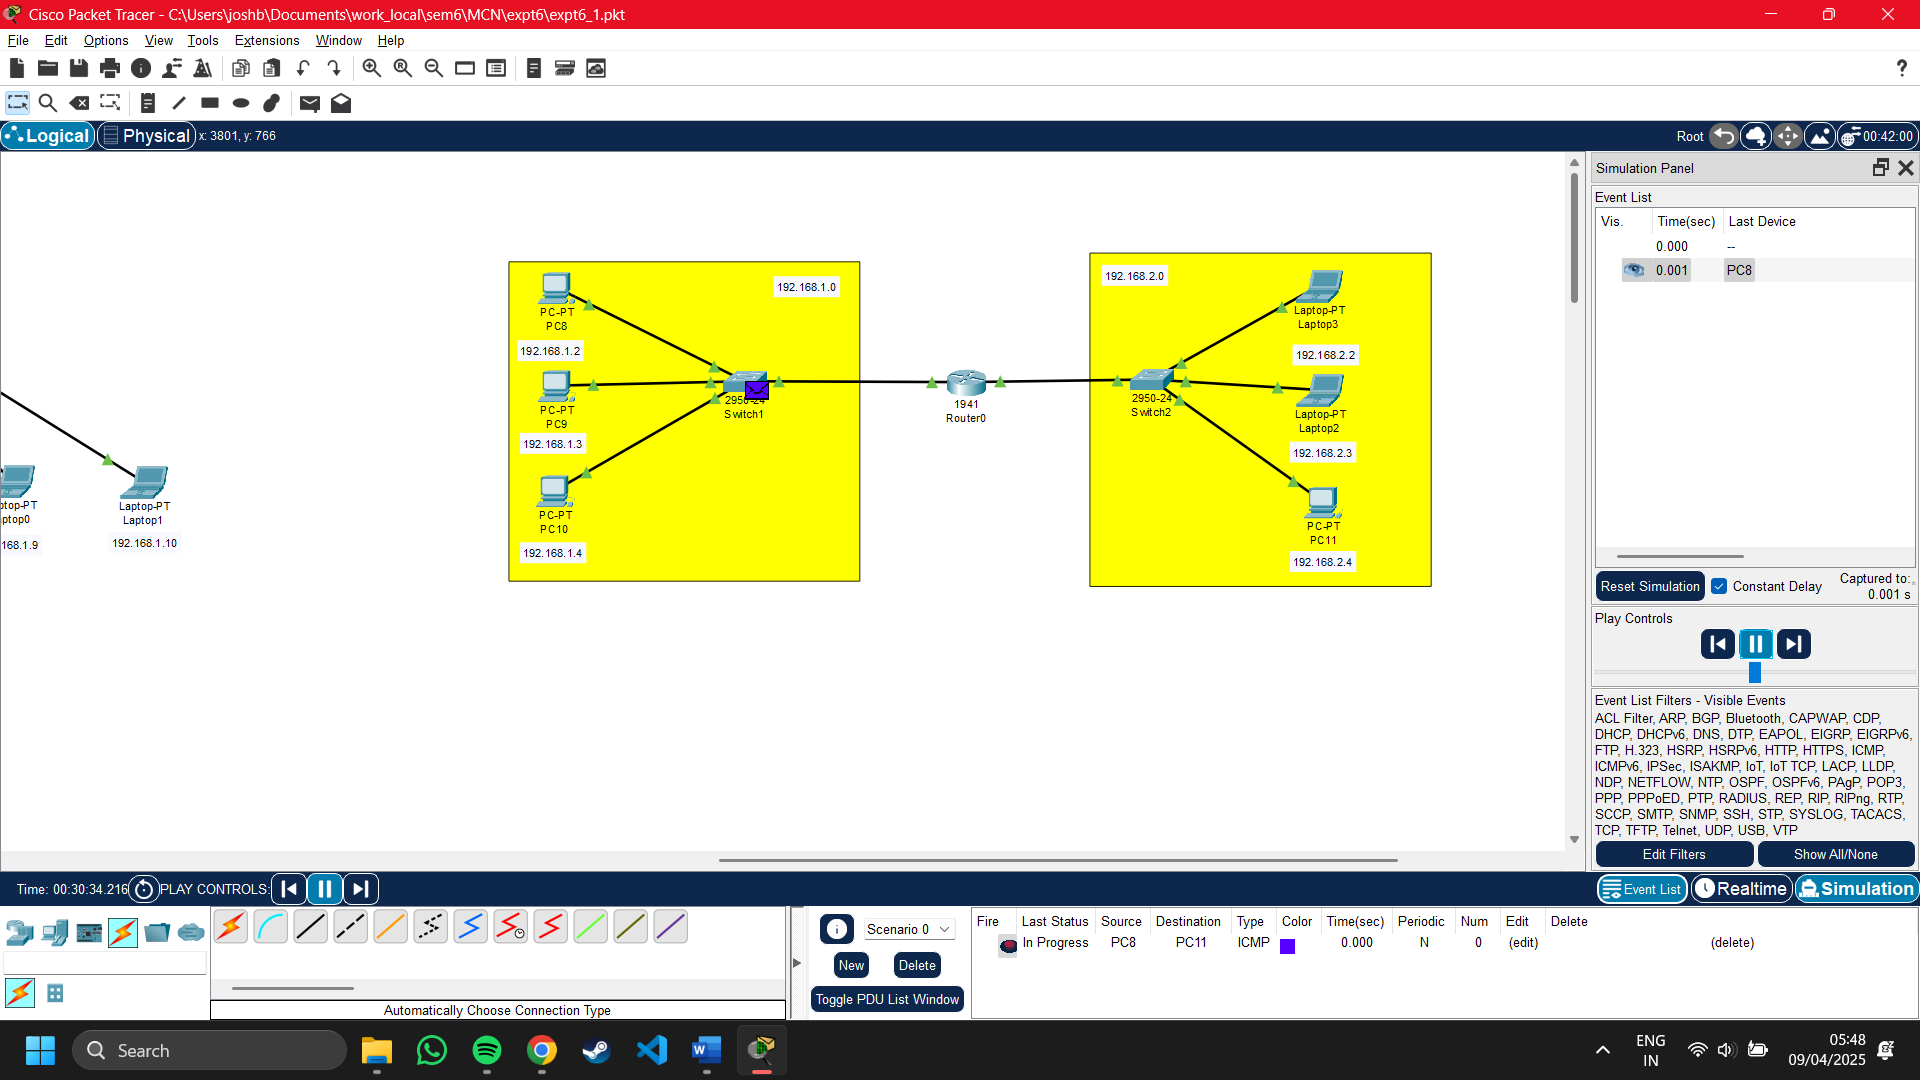 Cisco Packet Tracer - C:\Users\joshb\Documents\work_local\sem6\MCN\expt6\expt6_1.pkt
File Edit Options View Tools Extensions Window Help
?
Logical Physical x: 3801, y: 766 Root 00:42:00
Simulation Panel
Event List
Vis. Time(sec) Last Device
0.000 --
0.001 PC8
192.168.1.0
PC-PT
PC8
192.168.1.2
PC-PT
PC9
192.168.1.3
PC-PT
PC10
192.168.1.4
2950-24
Switch1
1941
Router0
192.168.2.0
2950-24
Switch2
Laptop-PT
Laptop3
192.168.2.2
Laptop-PT
Laptop2
192.168.2.3
PC-PT
PC11
192.168.2.4
ptop-PT
ptop0
168.1.9
Laptop-PT
Laptop1
192.168.1.10
Reset Simulation Constant Delay Captured to:
0.001 s
Play Controls
Event List Filters - Visible Events
ACL Filter, ARP, BGP, Bluetooth, CAPWAP, CDP,
DHCP, DHCPv6, DNS, DTP, EAPOL, EIGRP, EIGRPv6,
FTP, H.323, HSRP, HSRPv6, HTTP, HTTPS, ICMP,
ICMPv6, IPSec, ISAKMP, IoT, IoT TCP, LACP, LLDP,
NDP, NETFLOW, NTP, OSPF, OSPFv6, PAgP, POP3,
PPP, PPPoED, PTP, RADIUS, REP, RIP, RIPng, RTP,
SCCP, SMTP, SNMP, SSH, STP, SYSLOG, TACACS,
TCP, TFTP, Telnet, UDP, USB, VTP
Edit Filters Show All/None
Time: 00:30:34.216 PLAY CONTROLS: Event List Realtime Simulation
Scenario 0
New Delete
Toggle PDU List Window
Fire Last Status Source Destination Type Color Time(sec) Periodic Num Edit Delete
In Progress PC8 PC11 ICMP 0.000 N 0 (edit) (delete)
Automatically Choose Connection Type
Search
ENG
IN
05:48
09/04/2025